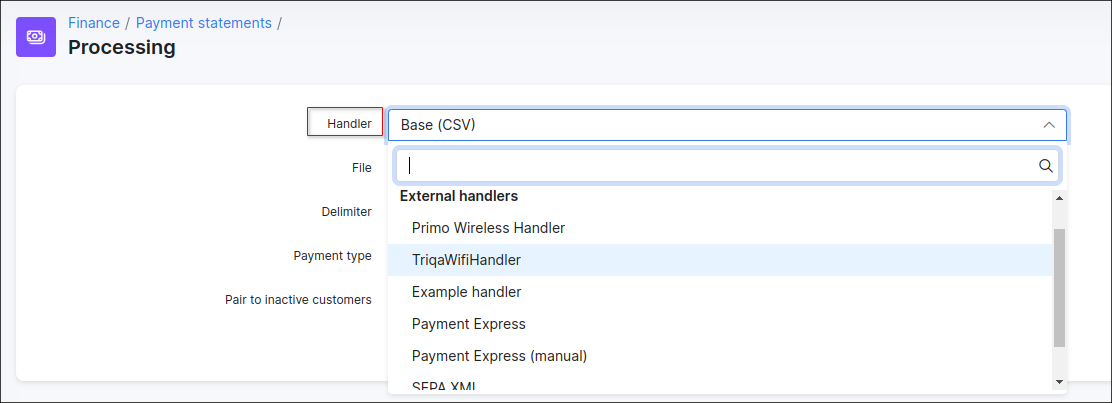 Finance / Payment statements /
Processing
Handler
Base (CSV)
File
External handlers
Delimiter
Primo Wireless Handler
Payment type
TriqaWifiHandler
Pair to inactive customers
Example handler
Payment Express
Payment Express (manual)
SEPA XML